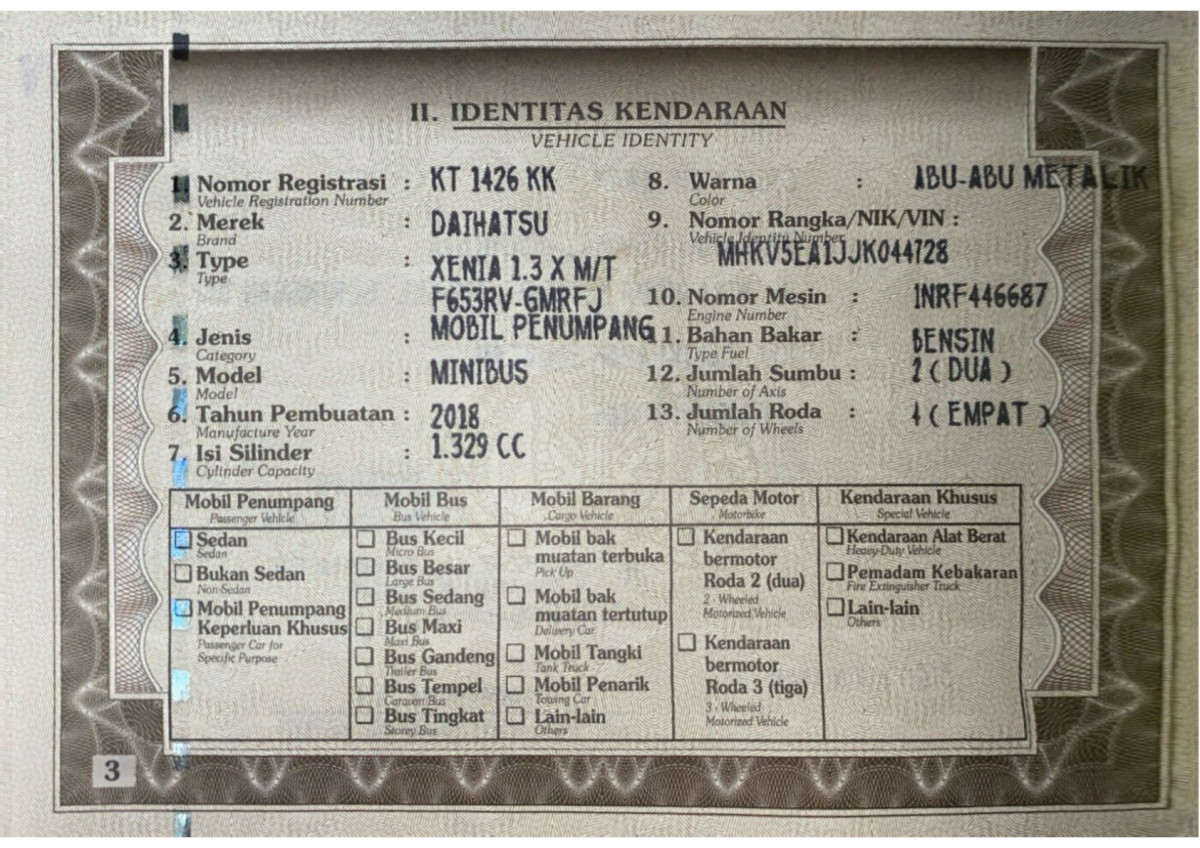 II. IDENTITAS KENDARAAN
VEHICLE IDENTITY
1. Nomor Registrasi : KT 1426 KK
Vehicle Registration Number
2. Merek : DAIHATSU
Brand
3. Type : XENIA 1.3 X M/T
Type
F653RV-GMRFJ
4. Jenis : MOBIL PENUMPANG
Category
5. Model : MINIBUS
Model
6. Tahun Pembuatan : 2018
Manufacture Year
7. Isi Silinder : 1.329 CC
Cylinder Capacity
8. Warna : ABU-ABU METALIK
Color
9. Nomor Rangka/NIK/VIN :
Vehicle Identity Number
MHKV5EA1JJK044728
10. Nomor Mesin : 1NRF446687
Engine Number
11. Bahan Bakar : BENSIN
Type Fuel
12. Jumlah Sumbu : 2 ( DUA )
Number of Axis
13. Jumlah Roda : 4 ( EMPAT )
Number of Wheels
Mobil Penumpang
Passenger Vehicle
Sedan
Sedan
Bukan Sedan
Non-Sedan
Mobil Penumpang
Keperluan Khusus
Passenger Car for
Specific Purpose
Mobil Bus
Bus Vehicle
Bus Kecil
Micro Bus
Bus Besar
Large Bus
Bus Sedang
Medium Bus
Bus Maxi
Maxi Bus
Bus Gandeng
Trailer Bus
Bus Tempel
Caravan Bus
Bus Tingkat
Storey Bus
Mobil Barang
Cargo Vehicle
Mobil bak
muatan terbuka
Pick Up
Mobil bak
muatan tertutup
Delivery Car
Mobil Tangki
Tank Truck
Mobil Penarik
Towing Car
Lain-lain
Others
Sepeda Motor
Motorbike
Kendaraan
bermotor
Roda 2 (dua)
2 - Wheeled
Motorized Vehicle
Kendaraan
bermotor
Roda 3 (tiga)
3 - Wheeled
Motorized Vehicle
Kendaraan Khusus
Special Vehicle
Kendaraan Alat Berat
Heavy-Duty Vehicle
Pemadam Kebakaran
Fire Extinguisher Truck
Lain-lain
Others
3